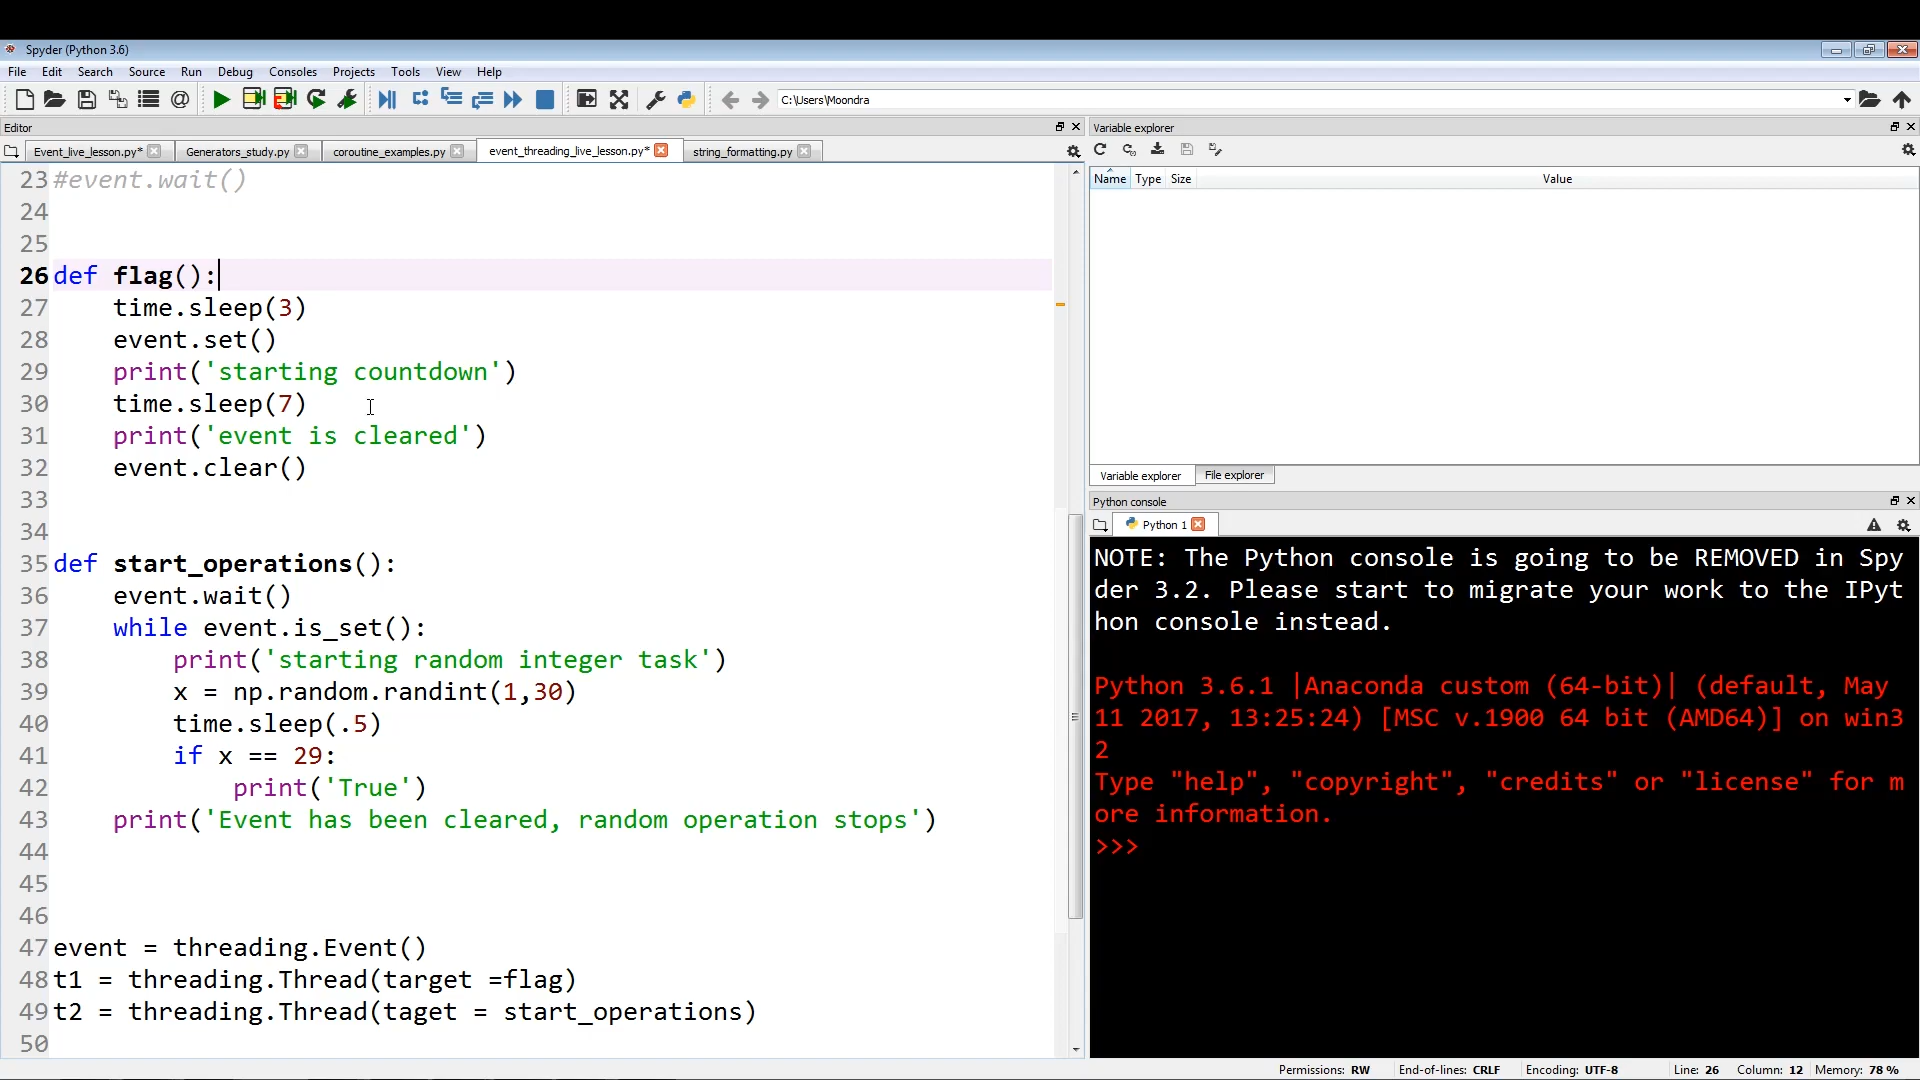 Spyder (Python 3.6)
File Edit Search Source Run Debug Consoles Projects Tools View Help
C:\Users\Moondra
Editor
Event_live_lesson.py* Generators_study.py coroutine_examples.py event_threading_live_lesson.py* string_formatting.py
23 #event.wait()
24
25
26 def flag():
27     time.sleep(3)
28     event.set()
29     print('starting countdown')
30     time.sleep(7)
31     print('event is cleared')
32     event.clear()
33
34
35 def start_operations():
36     event.wait()
37     while event.is_set():
38         print('starting random integer task')
39         x = np.random.randint(1,30)
40         time.sleep(.5)
41         if x == 29:
42             print('True')
43     print('Event has been cleared, random operation stops')
44
45
46
47 event = threading.Event()
48 t1 = threading.Thread(target =flag)
49 t2 = threading.Thread(taget = start_operations)
50
Variable explorer
Name Type Size Value
Variable explorer File explorer
Python console
Python 1
NOTE: The Python console is going to be REMOVED in Spy
der 3.2. Please start to migrate your work to the IPyt
hon console instead.
Python 3.6.1 |Anaconda custom (64-bit)| (default, May
11 2017, 13:25:24) [MSC v.1900 64 bit (AMD64)] on win3
2
Type "help", "copyright", "credits" or "license" for m
ore information.
>>>
Permissions: RW End-of-lines: CRLF Encoding: UTF-8 Line: 26 Column: 12 Memory: 78 %